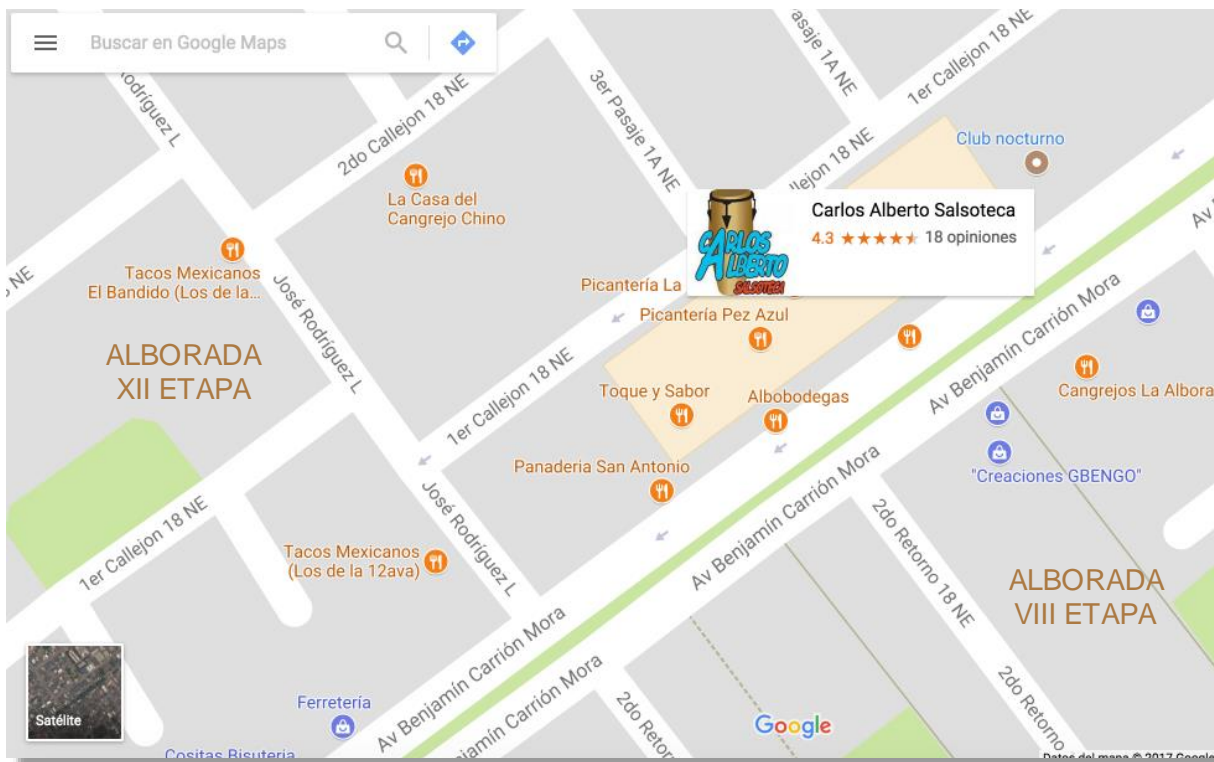 Buscar en Google Maps
Pasaje 1A NE
1er Callejon 18 NE
Rodríguez L
2do Callejon 18 NE
3er Pasaje 1A NE
Callejon 18 NE
Club nocturno
La Casa del
Cangrejo Chino
Carlos Alberto Salsoteca
4.3 18 opiniones
CARLOS
ALBERTO
SALSOTECA
Av
NE
Tacos Mexicanos
El Bandido (Los de la...
José Rodríguez L
Picantería La
Picantería Pez Azul
Av Benjamín Carrión Mora
ALBORADA
XII ETAPA
1er Callejon 18 NE
Toque y Sabor
Albobodegas
Cangrejos La Albora
Panaderia San Antonio
"Creaciones GBENGO"
José Rodríguez L
Av Benjamín Carrión Mora
2do Retorno 18 NE
1er Callejon 18 NE
Tacos Mexicanos
(Los de la 12ava)
ALBORADA
VIII ETAPA
Av Benjamín Carrión Mora
Satélite
Ferretería
Cositas Bisuteria
jamín Carrión Mora
2do Retor
Google
2do Retorno
Datos del mapa © 2017 Google